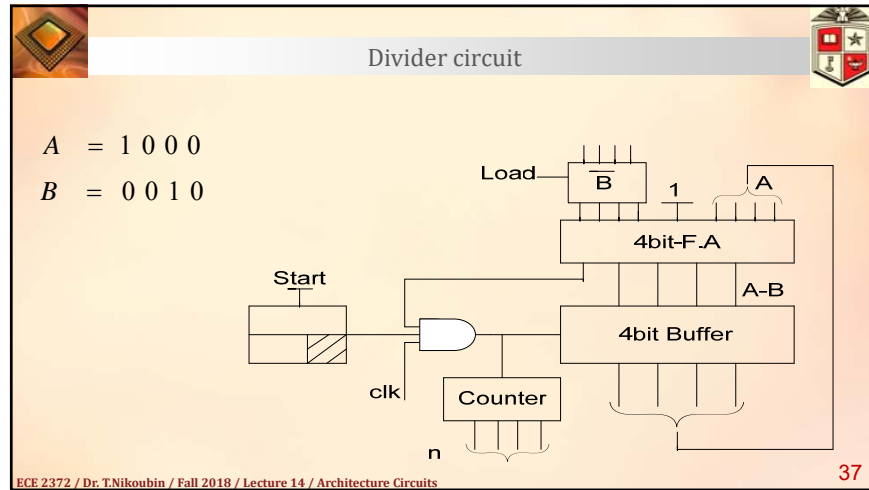 Divider circuit
A = 1 0 0 0
B = 0 0 1 0
Load
B̅
1
A
4bit-F.A
Start
A-B
4bit Buffer
clk
Counter
n
ECE 2372 / Dr. T.Nikoubin / Fall 2018 / Lecture 14 / Architecture Circuits
37